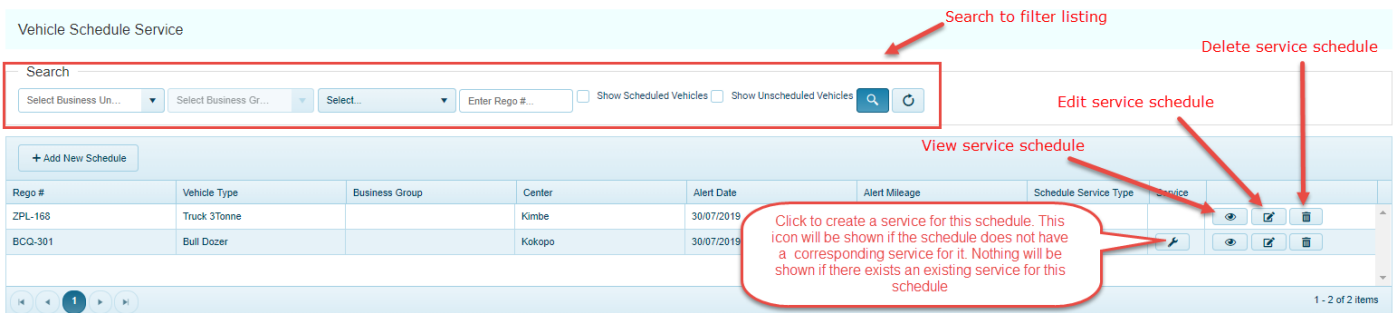 Search to filter listing
Vehicle Schedule Service
Delete service schedule
Search
Select Business Un...
Select Business Gr...
Select...
Enter Rego #...
Show Scheduled Vehicles
Show Unscheduled Vehicles
Edit service schedule
View service schedule
+ Add New Schedule
Rego # Vehicle Type Business Group Center Alert Date Alert Mileage Schedule Service Type Service
ZPL-168 Truck 3Tonne Kimbe 30/07/2019
BCQ-301 Bull Dozer Kokopo 30/07/2019
Click to create a service for this schedule. This
icon will be shown if the schedule does not have
a corresponding service for it. Nothing will be
shown if there exists an existing service for this
schedule
1
1 - 2 of 2 items